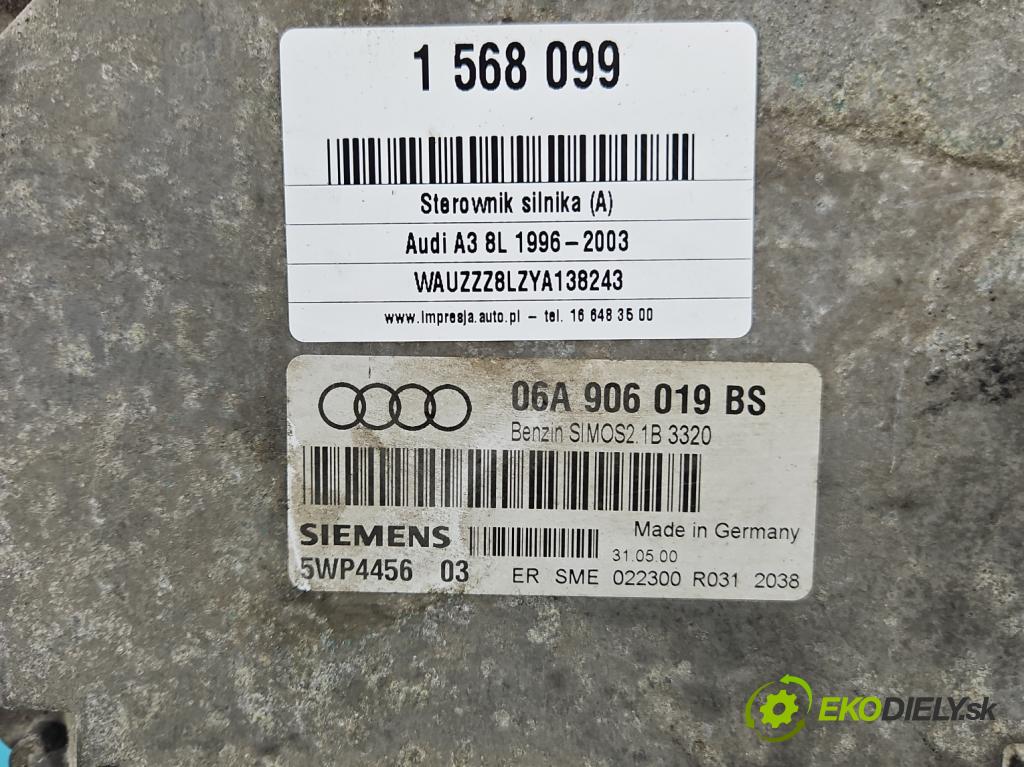 1 568 099
Sterownik silnika (A)
Audi A3 8L 1996-2003
WAUZZZ8LZYA138243
www.Impresja.auto.pl - tel. 16 648 35 00
06A 906 019 BS
Benzin SIMOS2.1B 3320
SIEMENS
Made in Germany
31.05.00
5WP4456 03
ER SME 022300 R031 2038
EKODIELY.sk